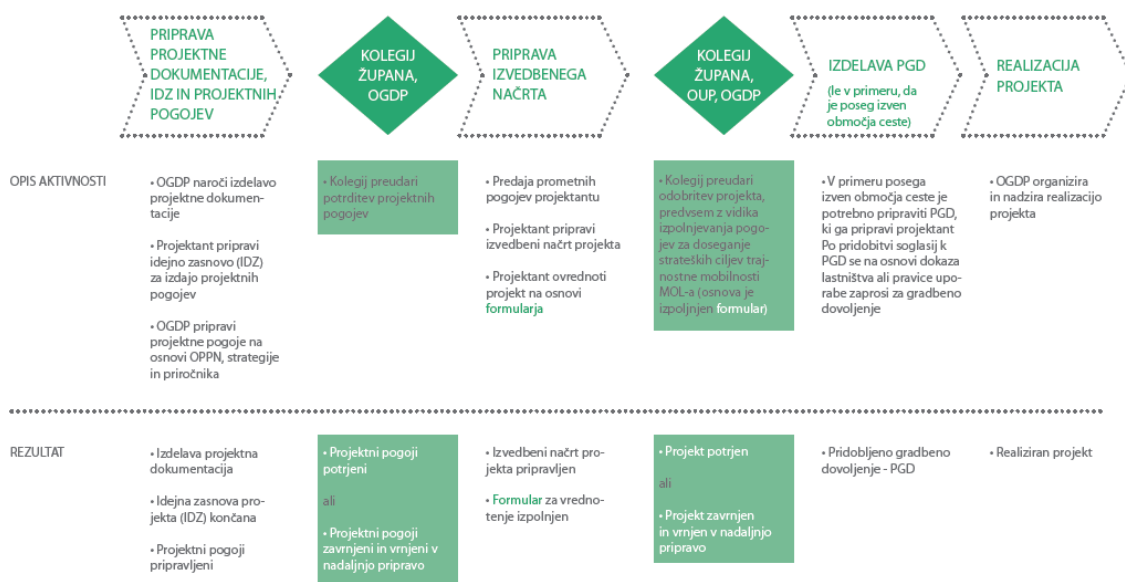 PRIPRAVA
PROJEKTNE
DOKUMENTACIJE,
IDZ IN PROJEKTNIH
POGOJEV
KOLEGIJ
ŽUPANA,
OGDP
PRIPRAVA
IZVEDBENEGA
NAČRTA
KOLEGIJ
ŽUPANA,
OUP, OGDP
IZDELAVA PGD
(le v primeru, da
je poseg izven
območja ceste)
REALIZACIJA
PROJEKTA
OPIS AKTIVNOSTI
• OGDP naroči izdelavo
projektne dokumen-
tacije
• Projektant pripravi
idejno zasnovo (IDZ)
za izdajo projektnih
pogojev
• OGDP pripravi
projektne pogoje na
osnovi OPPN, strategije
in priročnika
• Kolegij preudari
potrditev projektnih
pogojev
• Predaja prometnih
pogojev projektantu
• Projektant pripravi
izvedbeni načrt projekta
• Projektant ovrednoti
projekt na osnovi
formularja
• Kolegij preudari
odobritev projekta,
predvsem z vidika
izpolnjevanja pogo-
jev za doseganje
strateških ciljev traj-
nostne mobilnosti
MOL-a (osnova je
izpoljnjen formular)
• V primeru posega
izven območja ceste je
potrebno pripraviti PGD,
ki ga pripravi projektant
Po pridobitvi soglasij k
PGD se na osnovi dokaza
lastništva ali pravice upo-
rabe zaprosi za gradbeno
dovoljenje
• OGDP organizira
in nadzira realizacijo
projekta
REZULTAT
• Izdelava projektna
dokumentacija
• Idejna zasnova pro-
jekta (IDZ) končana
• Projektni pogoji
pripravljeni
• Projektni pogoji
potrjeni
ali
• Projektni pogoji
zavrnjeni in vrnjeni v
nadaljnjo pripravo
• Izvedbeni načrt pro-
jekta pripravljen
• Formular za vredno-
tenje izpolnjen
• Projekt potrjen
ali
• Projekt zavrnjen
in vrnjen v nadaljnjo
pripravo
• Pridobljeno gradbeno
dovoljenje - PGD
• Realiziran projekt